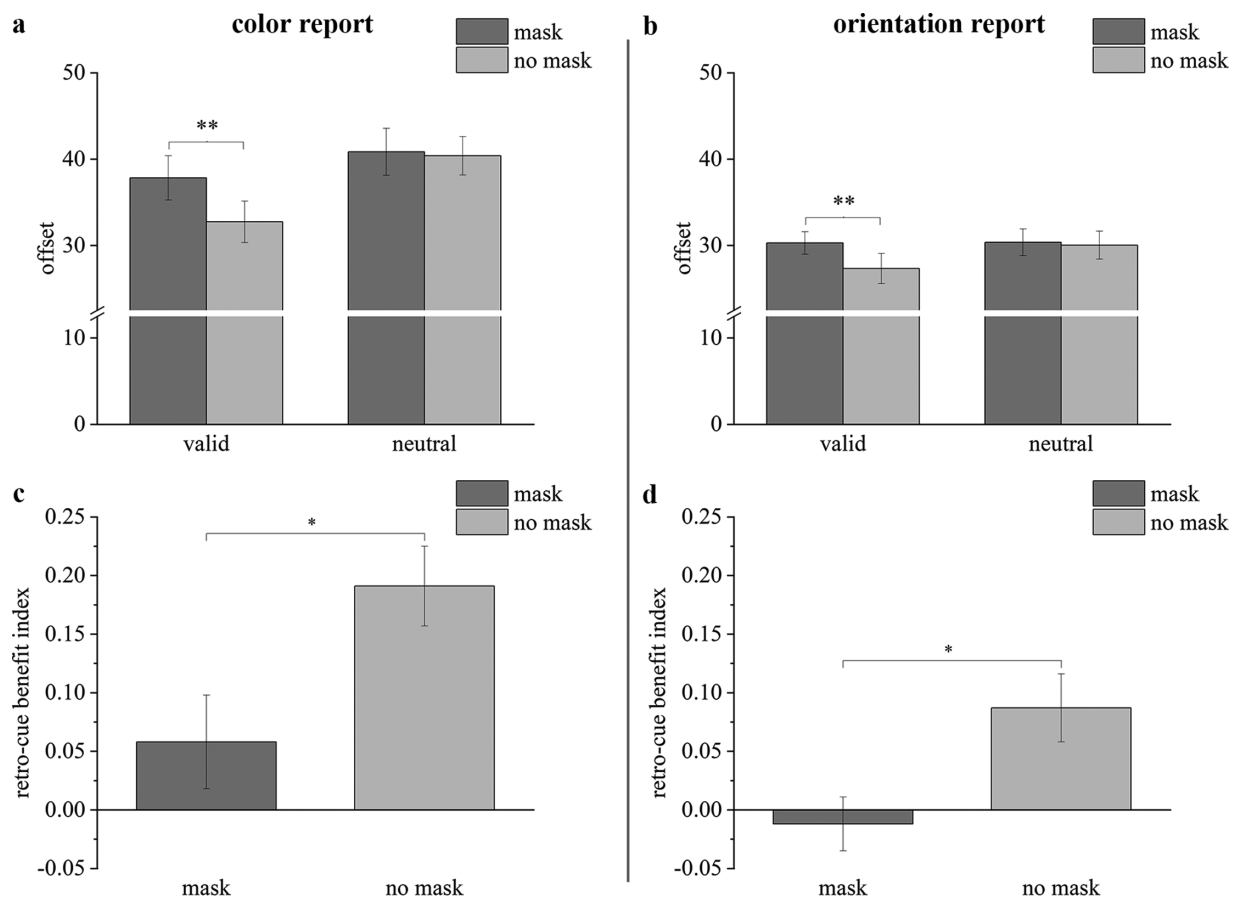 a
color report
mask
no mask
50
40
30
10
0
offset
**
valid
neutral
b
orientation report
mask
no mask
50
40
30
10
0
offset
**
valid
neutral
c
mask
no mask
0.25
0.20
0.15
0.10
0.05
0.00
-0.05
retro-cue benefit index
*
mask
no mask
d
mask
no mask
0.25
0.20
0.15
0.10
0.05
0.00
-0.05
retro-cue benefit index
*
mask
no mask